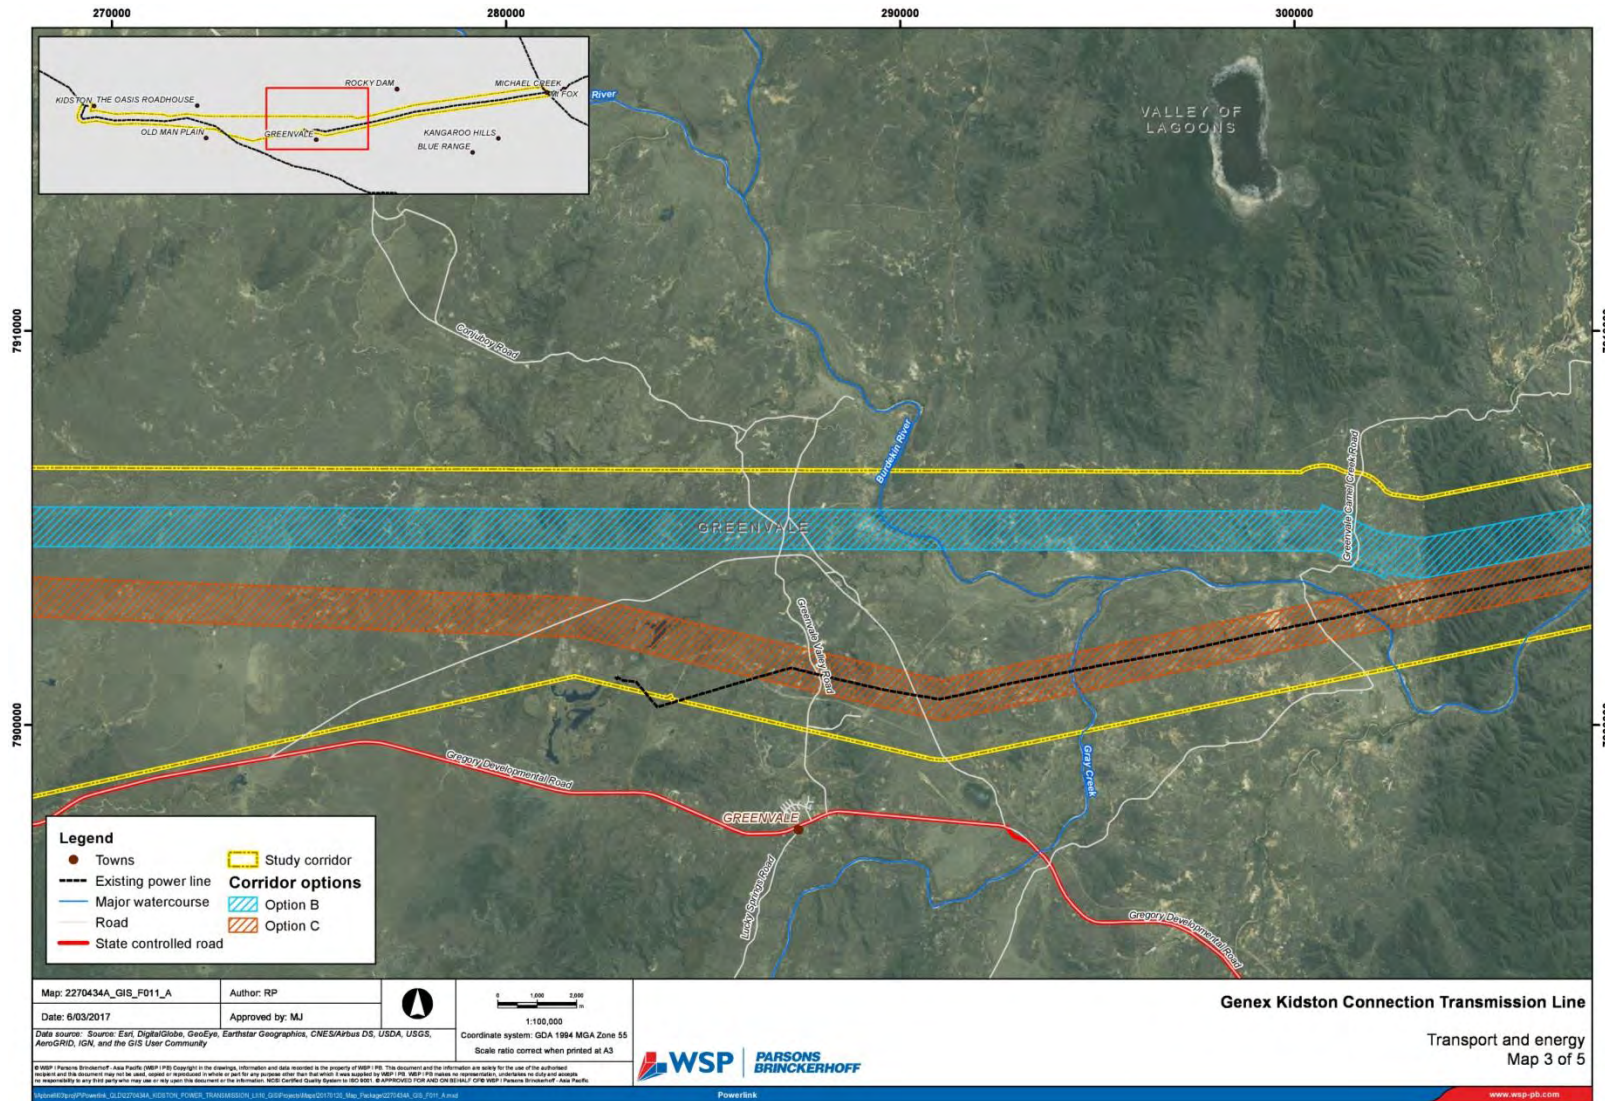 270000
280000
290000
300000
ROCKY DAM
MICHAEL CREEK
KIDSTON
THE OASIS ROADHOUSE
MT FOX
OLD MAN PLAIN
GREENVALE
KANGAROO HILLS
BLUE RANGE
River
VALLEY OF
LAGOONS
7910000
Conjuboy Road
Burdekin River
Greenvale Camel Creek Road
GREENVALE
Greenvale Valley Road
7900000
Gregory Developmental Road
Gray Creek
GREENVALE
Lucky Springs Road
Gregory Developmental Road
Legend
Towns
Existing power line
Major watercourse
Road
State controlled road
Study corridor
Corridor options
Option B
Option C
Map: 2270434A_GIS_F011_A
Author: RP
Date: 6/03/2017
Approved by: MJ
Data source: Source: Esri, DigitalGlobe, GeoEye, Earthstar Geographics, CNES/Airbus DS, USDA, USGS,
AeroGRID, IGN, and the GIS User Community
0 1,000 2,000
m
1:100,000
Coordinate system: GDA 1994 MGA Zone 55
Scale ratio correct when printed at A3
WSP
PARSONS
BRINCKERHOFF
Genex Kidston Connection Transmission Line
Transport and energy
Map 3 of 5
Powerlink
www.wsp-pb.com